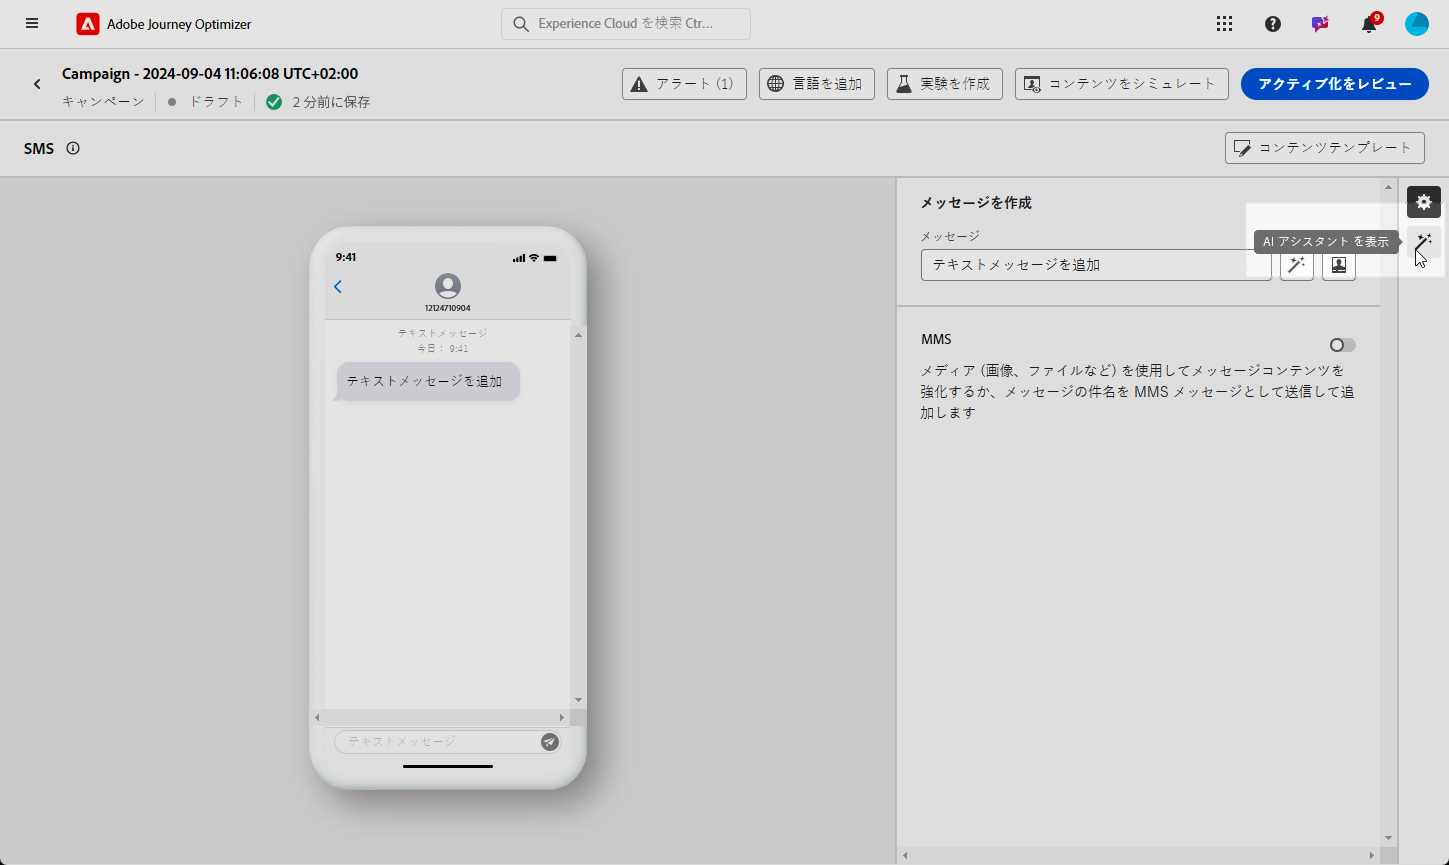 Adobe Journey Optimizer
Experience Cloud を検索 Ctr...
9
Campaign - 2024-09-04 11:06:08 UTC+02:00
キャンペーン
ドラフト
2 分前に保存
アラート (1)
言語を追加
実験を作成
コンテンツをシミュレート
アクティブ化をレビュー
SMS
コンテンツテンプレート
9:41
12124710904
テキストメッセージ
今日： 9:41
テキストメッセージを追加
テキストメッセージ
メッセージを作成
メッセージ
テキストメッセージを追加
AI アシスタント を表示
MMS
メディア (画像、ファイルなど) を使用してメッセージコンテンツを
強化するか、メッセージの件名を MMS メッセージとして送信して追
加します